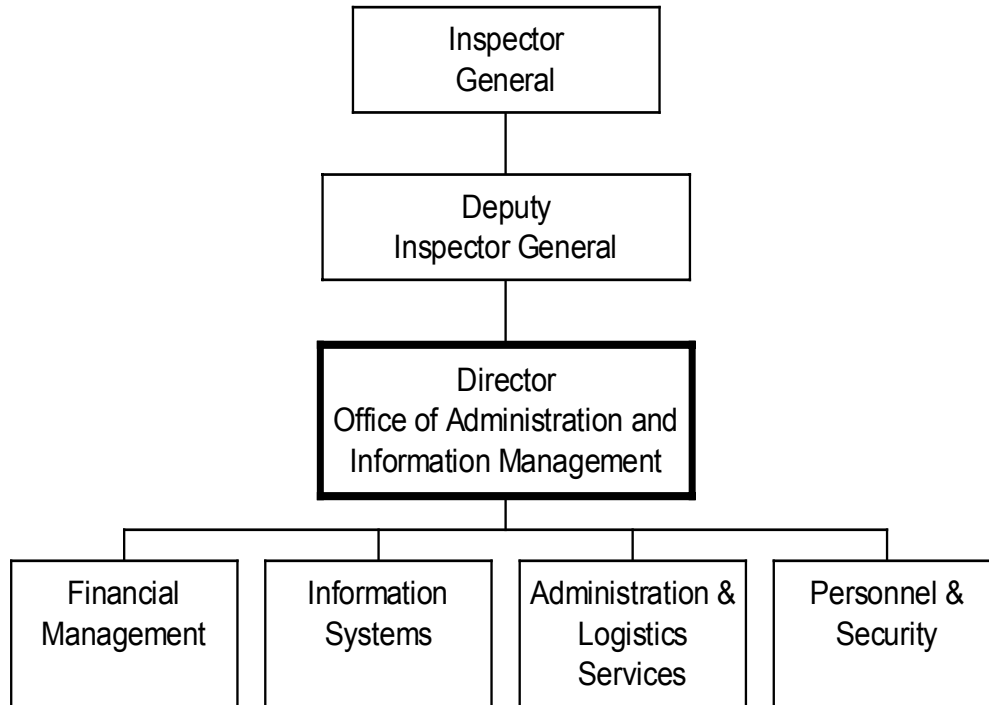 Inspector
General
Deputy
Inspector General
Director
Office of Administration and
Information Management
Financial
Management
Information
Systems
Administration &
Logistics
Services
Personnel &
Security